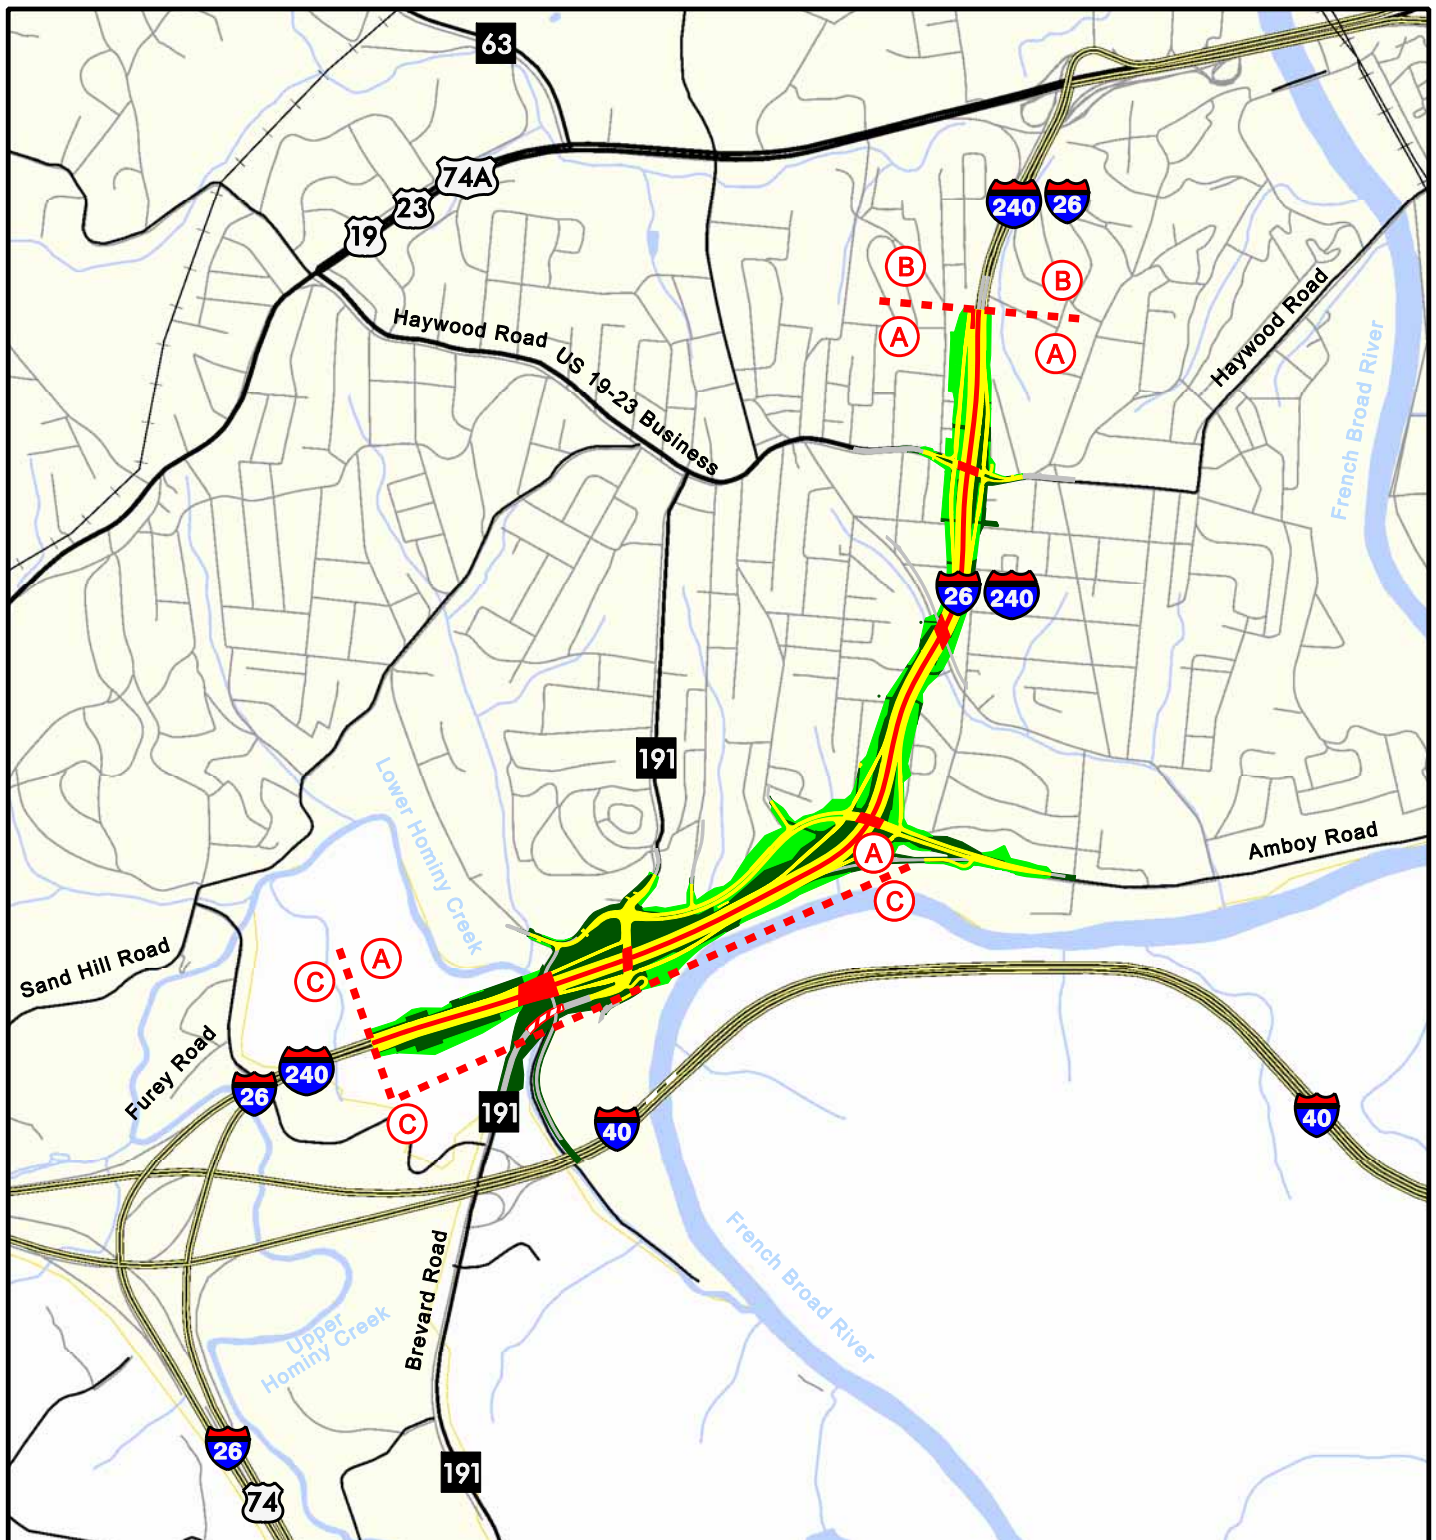 63
74A
23
19
240
26
B
B
A
A
Haywood Road
Haywood Road
US 19-23 Business
French Broad River
26
240
191
Lower Hominy Creek
Amboy Road
A
C
Sand Hill Road
A
C
Furey Road
240
26
C
191
40
40
Brevard Road
French Broad River
Upper
Hominy Creek
26
191
74